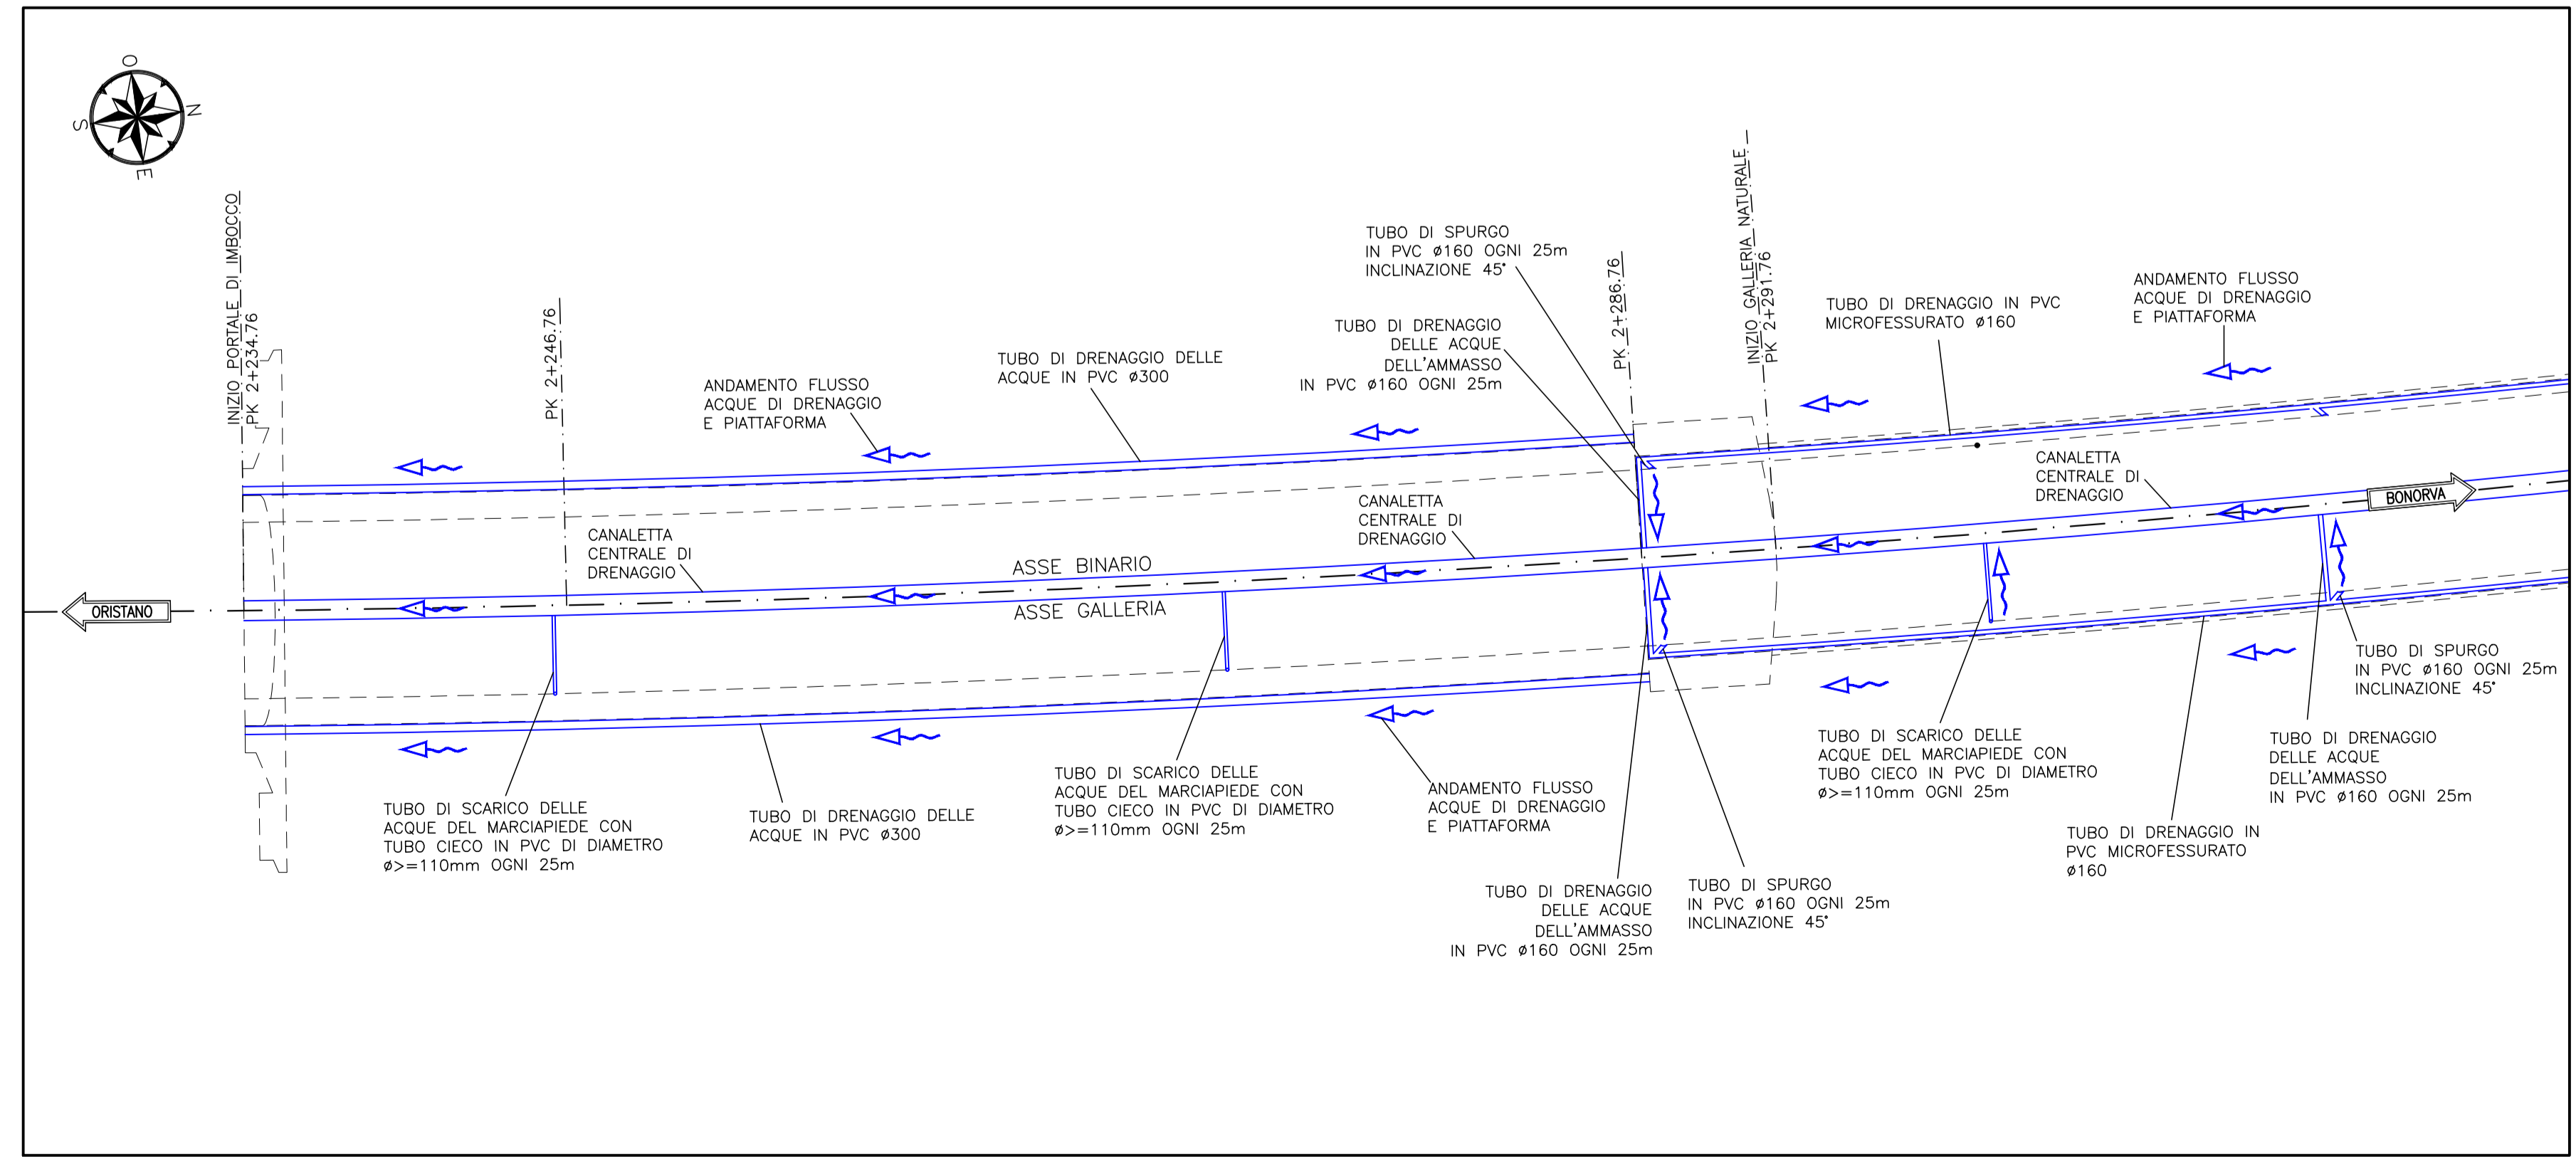 O
N
S
E
INIZIO PORTALE DI IMBOCCO
PK 2+234.76
PK 2+246.76
ANDAMENTO FLUSSO
ACQUE DI DRENAGGIO
E PIATTAFORMA
TUBO DI DRENAGGIO DELLE
ACQUE IN PVC ø300
TUBO DI SPURGO
IN PVC ø160 OGNI 25m
INCLINAZIONE 45°
TUBO DI DRENAGGIO
DELLE ACQUE
DELL'AMMASSO
IN PVC ø160 OGNI 25m
PK 2+286.76
INIZIO GALLERIA NATURALE
PK 2+291.76
TUBO DI DRENAGGIO IN PVC
MICROFESSURATO ø160
ANDAMENTO FLUSSO
ACQUE DI DRENAGGIO
E PIATTAFORMA
CANALETTA
CENTRALE DI
DRENAGGIO
CANALETTA
CENTRALE DI
DRENAGGIO
CANALETTA
CENTRALE DI
DRENAGGIO
BONORVA
ASSE BINARIO
ASSE GALLERIA
ORISTANO
TUBO DI SCARICO DELLE
ACQUE DEL MARCIAPIEDE CON
TUBO CIECO IN PVC DI DIAMETRO
ø>=110mm OGNI 25m
TUBO DI DRENAGGIO DELLE
ACQUE IN PVC ø300
TUBO DI SCARICO DELLE
ACQUE DEL MARCIAPIEDE CON
TUBO CIECO IN PVC DI DIAMETRO
ø>=110mm OGNI 25m
ANDAMENTO FLUSSO
ACQUE DI DRENAGGIO
E PIATTAFORMA
TUBO DI DRENAGGIO
DELLE ACQUE
DELL'AMMASSO
IN PVC ø160 OGNI 25m
TUBO DI SPURGO
IN PVC ø160 OGNI 25m
INCLINAZIONE 45°
TUBO DI SCARICO DELLE
ACQUE DEL MARCIAPIEDE CON
TUBO CIECO IN PVC DI DIAMETRO
ø>=110mm OGNI 25m
TUBO DI DRENAGGIO IN
PVC MICROFESSURATO
ø160
TUBO DI DRENAGGIO
DELLE ACQUE
DELL'AMMASSO
IN PVC ø160 OGNI 25m
TUBO DI SPURGO
IN PVC ø160 OGNI 25m
INCLINAZIONE 45°